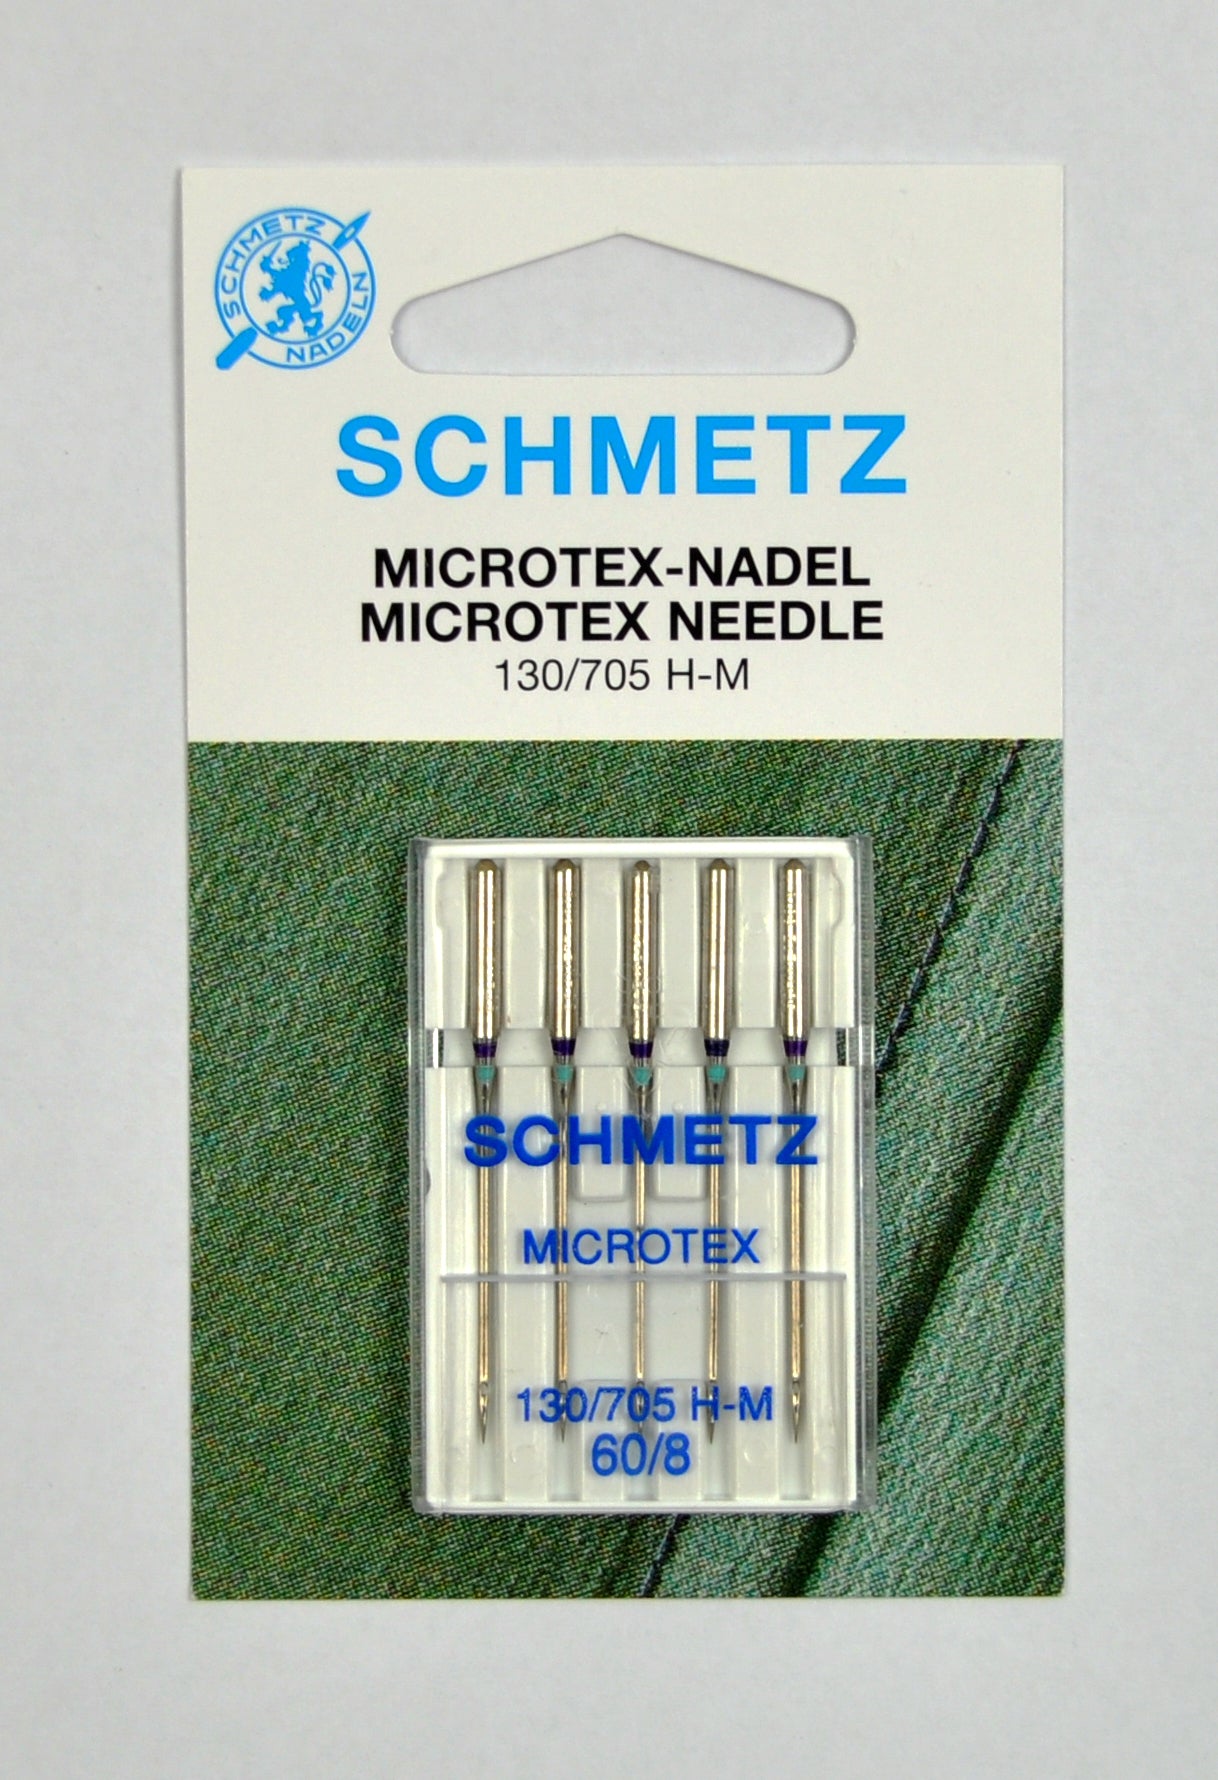 SCHMETZ
NADELN
SCHMETZ
MICROTEX-NADEL
MICROTEX NEEDLE
130/705 H-M
SCHMETZ
MICROTEX
130/705 H-M
60/8